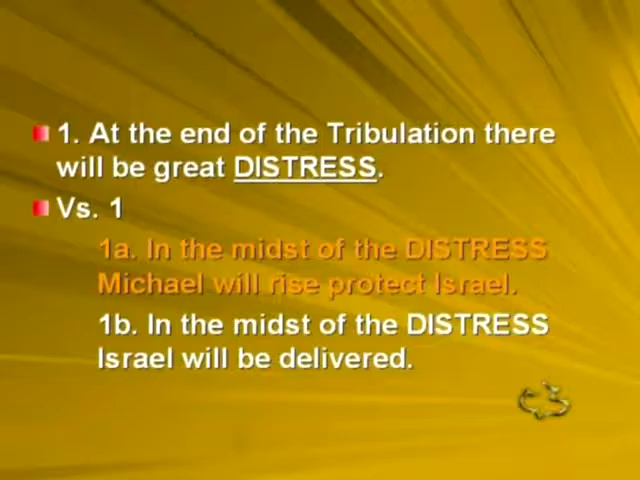 1. At the end of the Tribulation there
will be great DISTRESS.
Vs. 1
1a. In the midst of the DISTRESS
Michael will rise protect Israel.
1b. In the midst of the DISTRESS
Israel will be delivered.